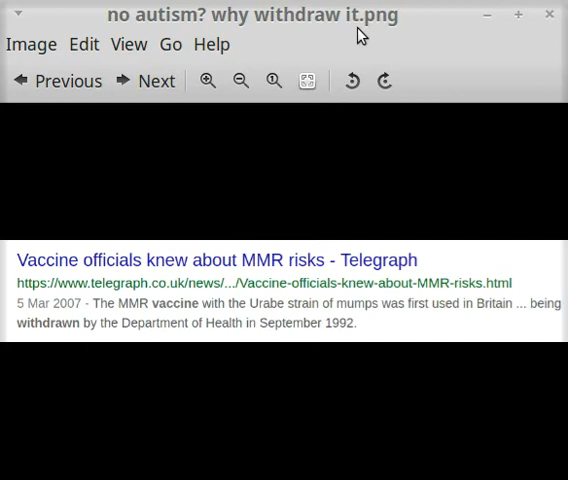 no autism? why withdraw it.png
Image Edit View Go Help
Previous Next
Vaccine officials knew about MMR risks - Telegraph
https://www.telegraph.co.uk/news/.../Vaccine-officials-knew-about-MMR-risks.html
5 Mar 2007 - The MMR vaccine with the Urabe strain of mumps was first used in Britain ... being
withdrawn by the Department of Health in September 1992.